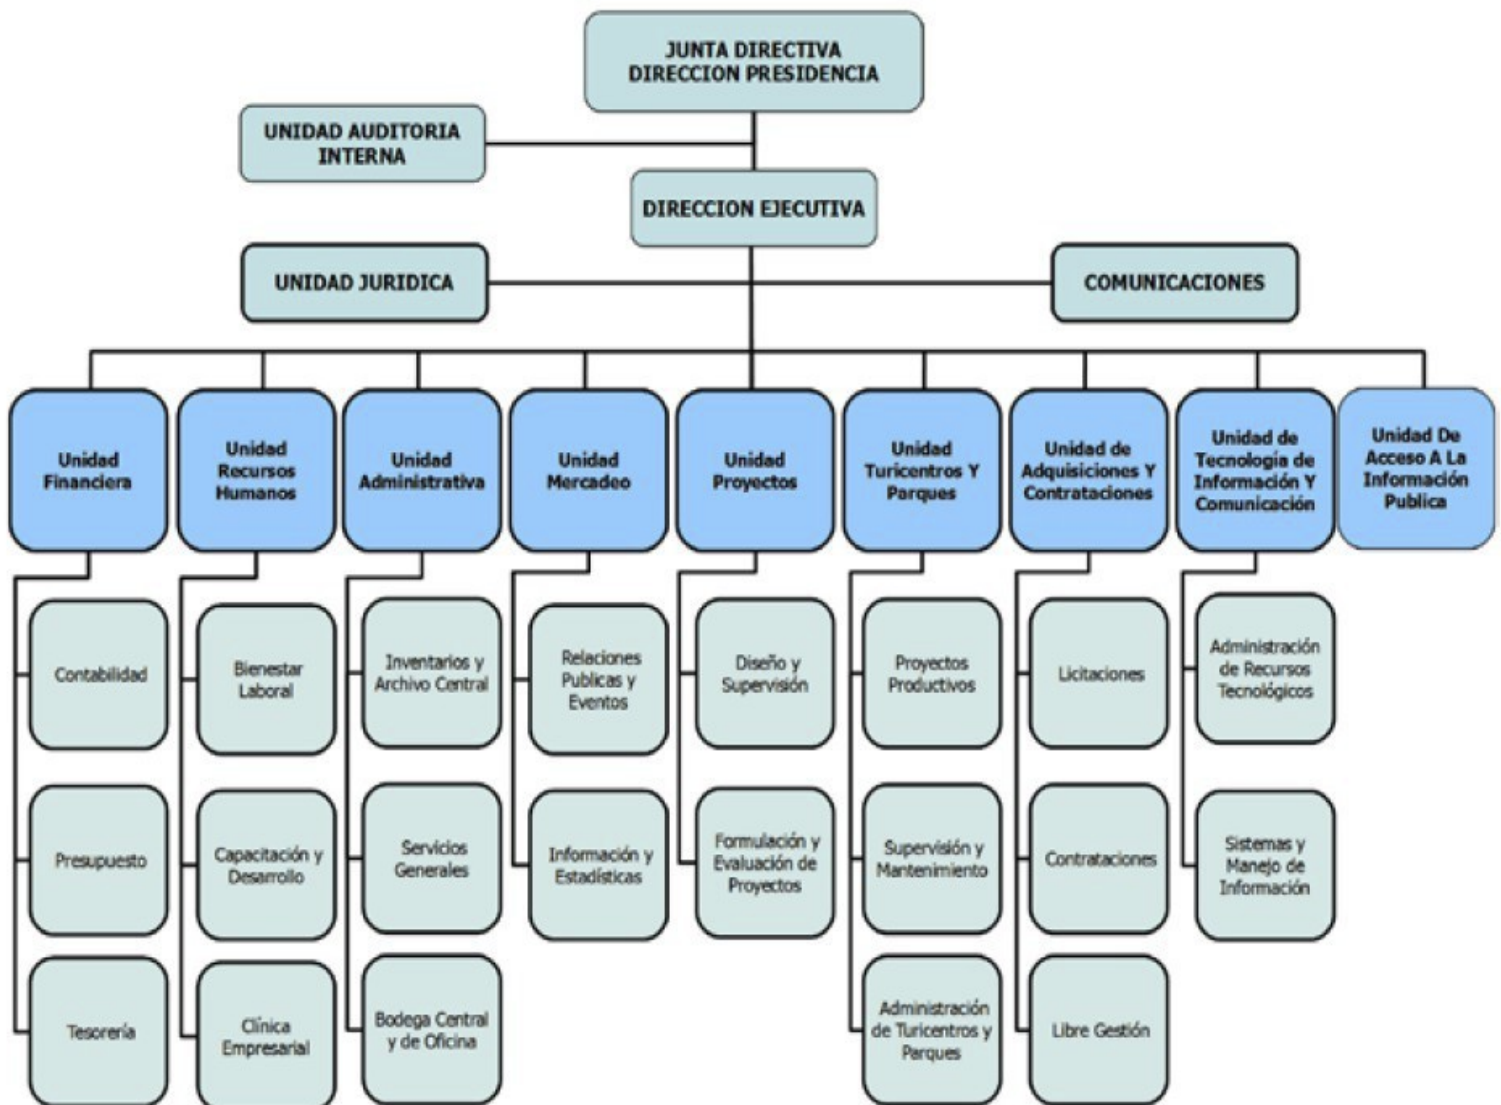 JUNTA DIRECTIVA
DIRECCION PRESIDENCIA
UNIDAD AUDITORIA
INTERNA
DIRECCION EJECUTIVA
UNIDAD JURIDICA
COMUNICACIONES
Unidad
Financiera
Unidad
Recursos
Humanos
Unidad
Administrativa
Unidad
Mercadeo
Unidad
Proyectos
Unidad
Turicentros Y
Parques
Unidad de
Adquisiciones Y
Contrataciones
Unidad de
Tecnología de
Información Y
Comunicación
Unidad De
Acceso A La
Información
Publica
Contabilidad
Bienestar
Laboral
Inventarios y
Archivo Central
Relaciones
Publicas y
Eventos
Diseño y
Supervisión
Proyectos
Productivos
Licitaciones
Administración
de Recursos
Tecnológicos
Presupuesto
Capacitación y
Desarrollo
Servicios
Generales
Información y
Estadísticas
Formulación y
Evaluación de
Proyectos
Supervisión y
Mantenimiento
Contrataciones
Sistemas y
Manejo de
Información
Tesorería
Clínica
Empresarial
Bodega Central
y de Oficina
Administración
de Turicentros y
Parques
Libre Gestión